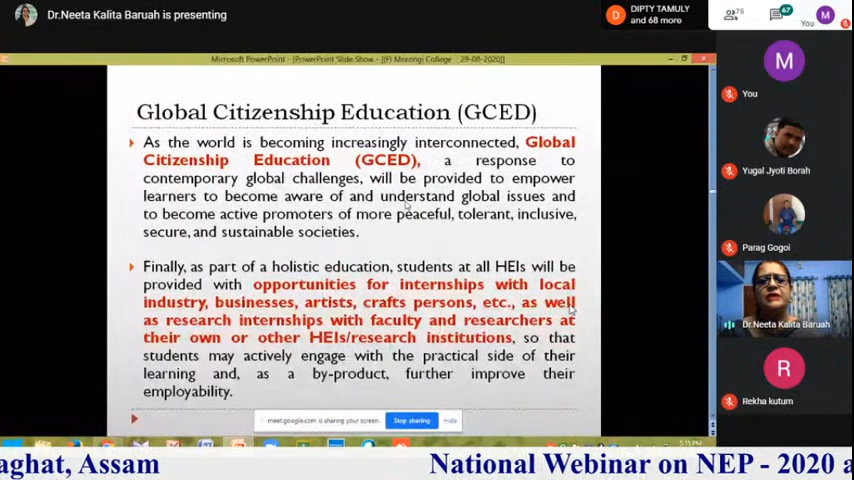 Dr.Neeta Kalita Baruah is presenting
DIPTY TAMULY
and 68 more
75
67
You
Microsoft PowerPoint
PowerPoint Slide Show
Morongi College
29-08-2020
Global Citizenship Education (GCED)
As the world is becoming increasingly interconnected, Global
Citizenship Education (GCED), a response to
contemporary global challenges, will be provided to empower
learners to become aware of and understand global issues and
to become active promoters of more peaceful, tolerant, inclusive,
secure, and sustainable societies.
Finally, as part of a holistic education, students at all HEIs will be
provided with opportunities for internships with local
industry, businesses, artists, crafts persons, etc., as well
as research internships with faculty and researchers at
their own or other HEIs/research institutions, so that
students may actively engage with the practical side of their
learning and, as a by-product, further improve their
employability.
meet.google.com is sharing your screen.
Stop sharing
Hide
5:15 PM
You
Yugal Jyoti Borah
Parag Gogoi
Dr.Neeta Kalita Baruah
Rekha kutum
aghat, Assam
National Webinar on NEP - 2020 a